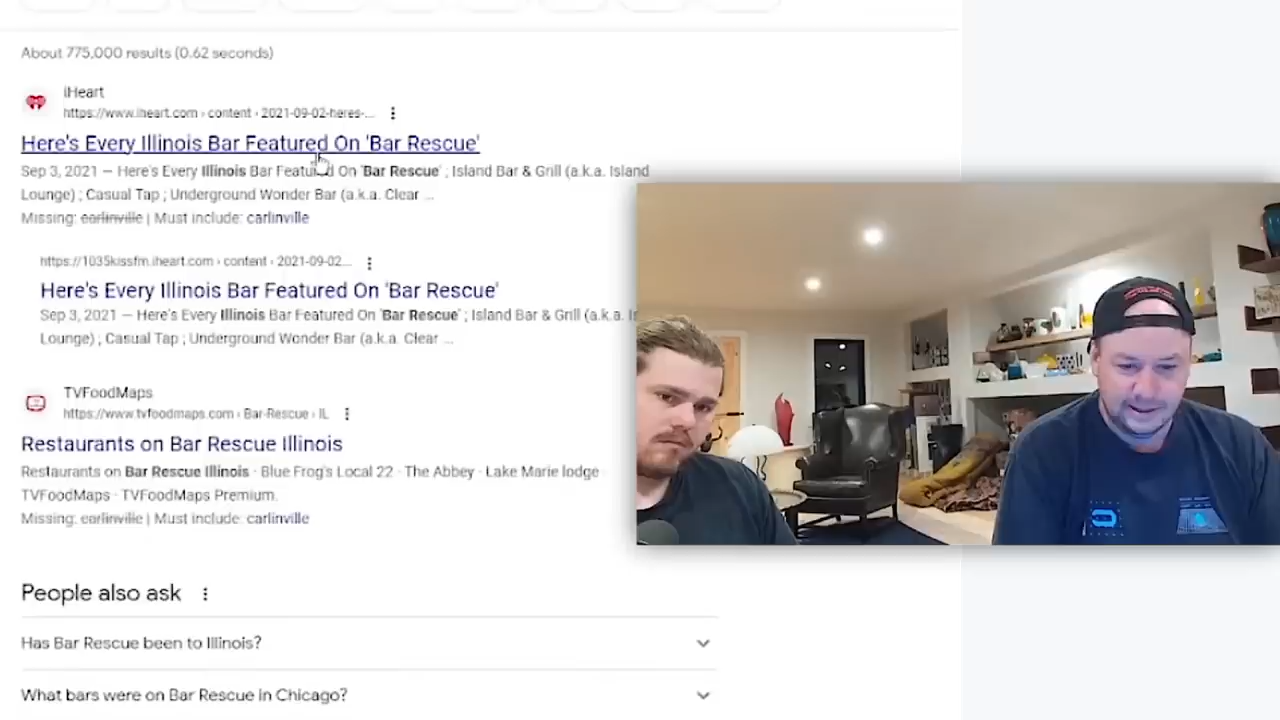 About 775,000 results (0.62 seconds)
iHeart
https://www.iheart.com › content › 2021-09-02-heres-...
Here's Every Illinois Bar Featured On 'Bar Rescue'
Sep 3, 2021 — Here's Every Illinois Bar Featured On 'Bar Rescue' ; Island Bar & Grill (a.k.a. Island
Lounge) ; Casual Tap ; Underground Wonder Bar (a.k.a. Clear ...
Missing: carlinville | Must include: carlinville
https://1035kissfm.iheart.com › content › 2021-09-02...
Here's Every Illinois Bar Featured On 'Bar Rescue'
Sep 3, 2021 — Here's Every Illinois Bar Featured On 'Bar Rescue' ; Island Bar & Grill (a.k.a.
Lounge) ; Casual Tap ; Underground Wonder Bar (a.k.a. Clear ...
TVFoodMaps
https://www.tvfoodmaps.com › Bar-Rescue › IL
Restaurants on Bar Rescue Illinois
Restaurants on Bar Rescue Illinois · Blue Frog's Local 22 · The Abbey · Lake Marie lodge
TVFoodMaps · TVFoodMaps Premium.
Missing: carlinville | Must include: carlinville
People also ask
Has Bar Rescue been to Illinois?
What bars were on Bar Rescue in Chicago?